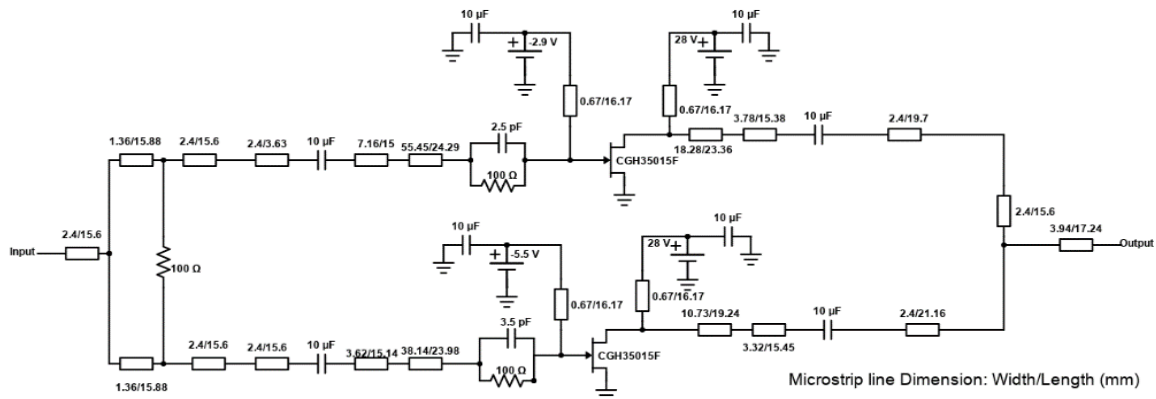 10 µF
-2.9 V
28 V
10 µF
0.67/16.17
0.67/16.17
1.36/15.88
2.4/15.6
2.4/3.63
10 µF
7.16/15
55.45/24.29
2.5 pF
100 Ω
CGH35015F
18.28/23.36
3.78/15.38
10 µF
2.4/19.7
2.4/15.6
Input
2.4/15.6
100 Ω
3.94/17.24
Output
10 µF
-5.5 V
28 V
10 µF
0.67/16.17
0.67/16.17
1.36/15.88
2.4/15.6
2.4/15.6
10 µF
3.62/15.14
38.14/23.98
3.5 pF
100 Ω
CGH35015F
10.73/19.24
3.32/15.45
10 µF
2.4/21.16
Microstrip line Dimension: Width/Length (mm)